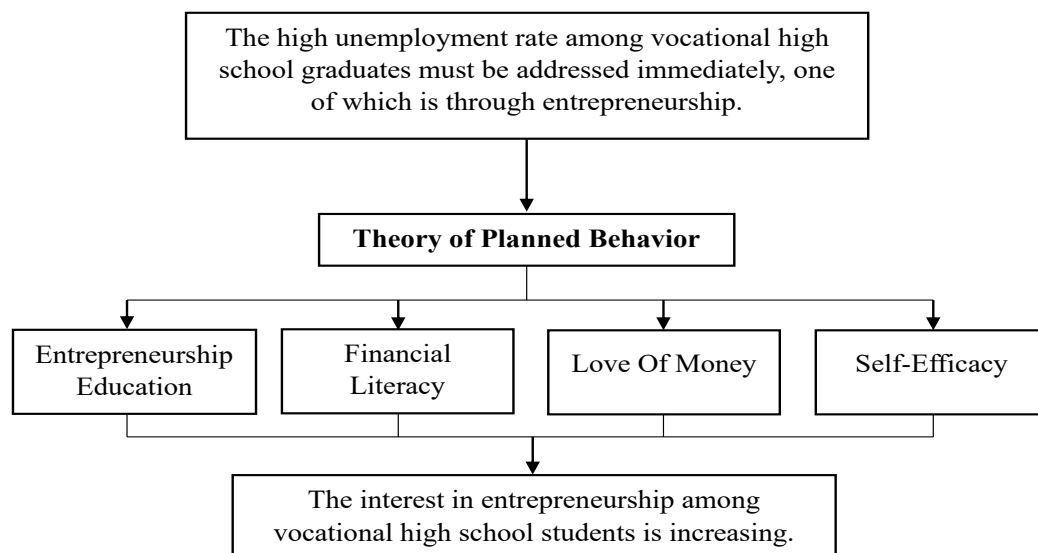 The high unemployment rate among vocational high
school graduates must be addressed immediately, one
of which is through entrepreneurship.
Theory of Planned Behavior
Entrepreneurship
Education
Financial
Literacy
Love Of Money
Self-Efficacy
The interest in entrepreneurship among
vocational high school students is increasing.